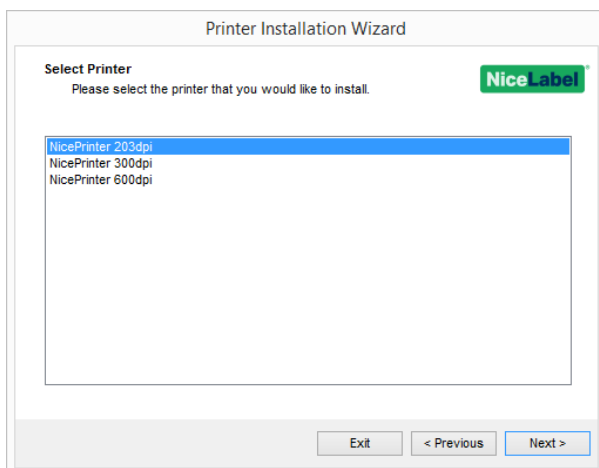 Printer Installation Wizard
Select Printer
Please select the printer that you would like to install.
NiceLabel
NicePrinter 203dpi
NicePrinter 300dpi
NicePrinter 600dpi
Exit
< Previous
Next >